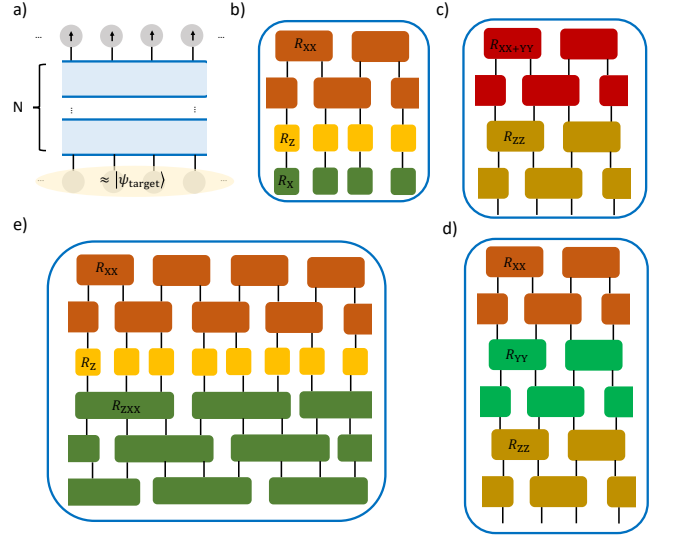 a)
...
...
N
⋮
⋮
...
≈ |ψ_target⟩
...
b)
R_XX
R_Z
R_X
c)
R_XX+YY
R_ZZ
e)
R_XX
R_Z
R_ZXX
d)
R_XX
R_YY
R_ZZ